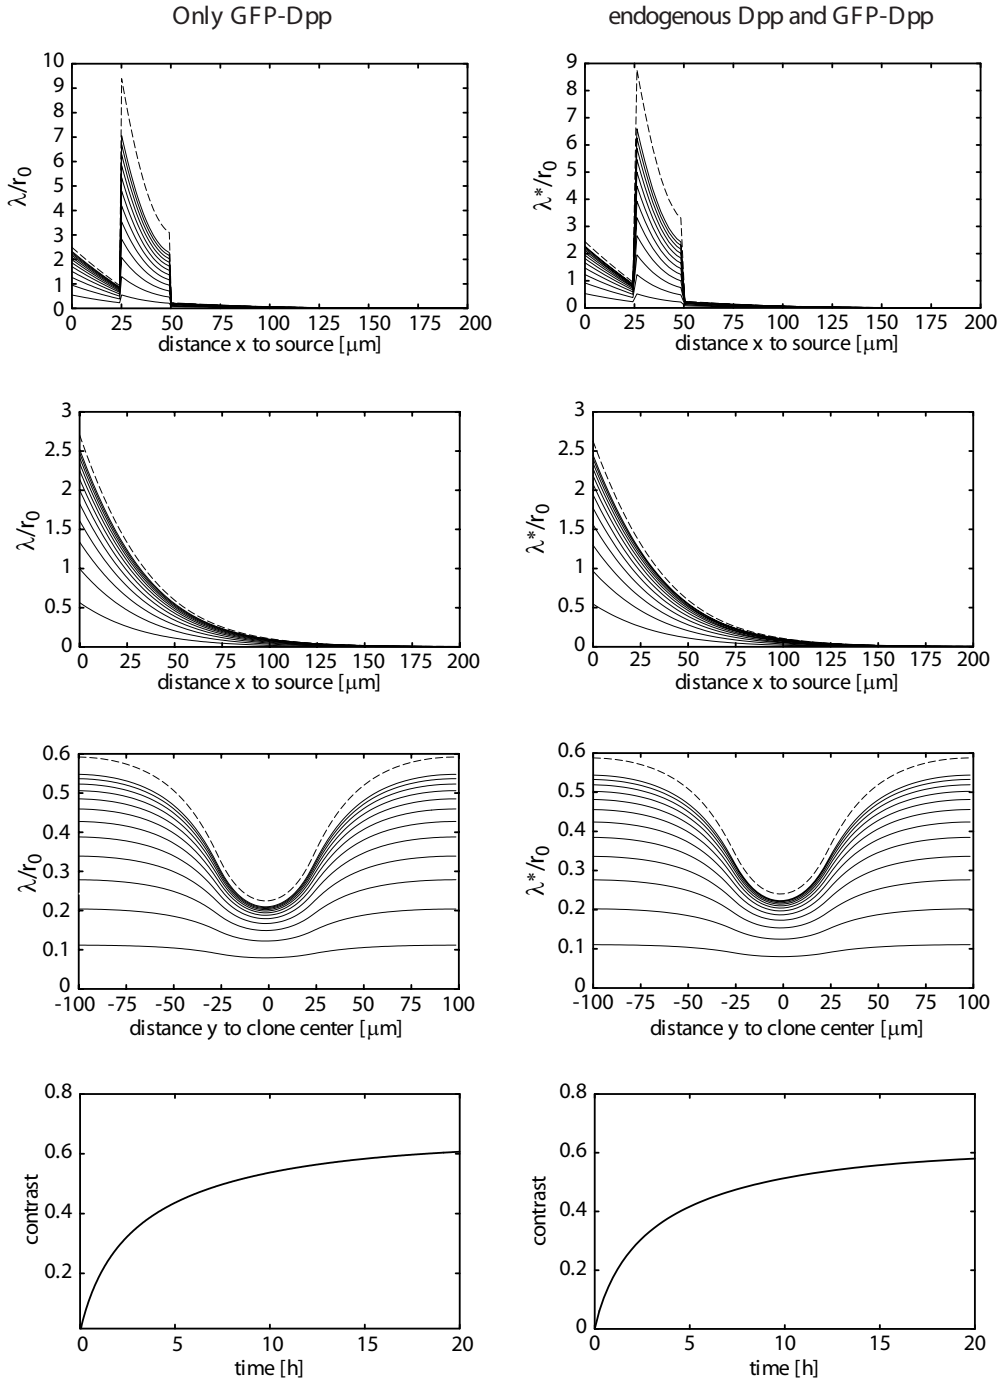 Only GFP-Dpp
endogenous Dpp and GFP-Dpp
10
9
8
7
6
5
4
3
2
1
0
λ/r0
0 25 50 75 100 125 150 175 200
distance x to source [μm]
9
8
7
6
5
4
3
2
1
0
λ*/r0
0 25 50 75 100 125 150 175 200
distance x to source [μm]
3
2.5
2
1.5
1
0.5
0
λ/r0
0 25 50 75 100 125 150 175 200
distance x to source [μm]
3
2.5
2
1.5
1
0.5
0
λ*/r0
0 25 50 75 100 125 150 175 200
distance x to source [μm]
0.6
0.5
0.4
0.3
0.2
0.1
0
λ/r0
-100 -75 -50 -25 0 25 50 75 100
distance y to clone center [μm]
0.6
0.5
0.4
0.3
0.2
0.1
0
λ*/r0
-100 -75 -50 -25 0 25 50 75 100
distance y to clone center [μm]
0.8
0.6
0.4
0.2
contrast
0 5 10 15 20
time [h]
0.8
0.6
0.4
0.2
0
contrast
0 5 10 15 20
time [h]